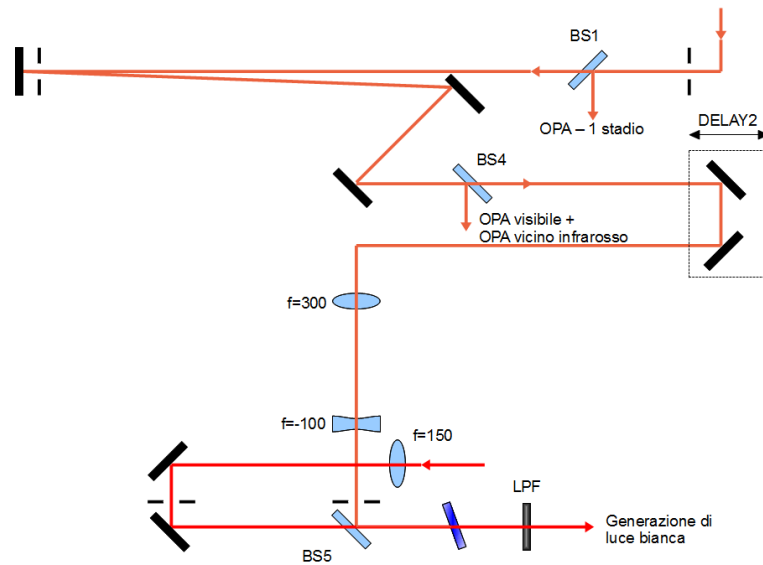 BS1
DELAY2
OPA – 1 stadio
BS4
OPA visibile +
OPA vicino infrarosso
f=300
f=-100
f=150
LPF
Generazione di
luce bianca
BS5